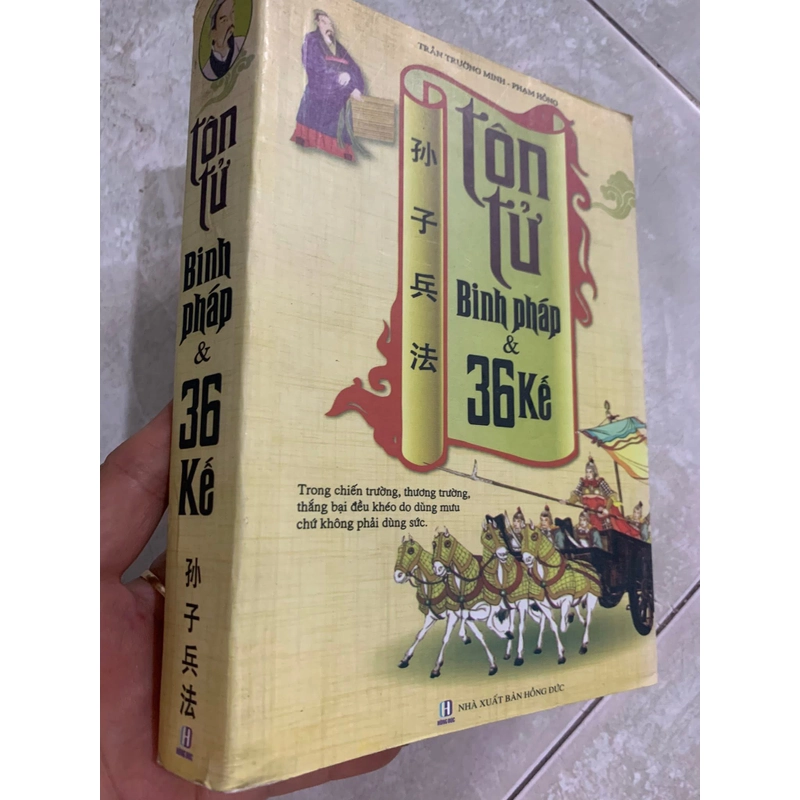 TRẦN TRƯỜNG MINH - PHẠM HỒNG
孙子兵法
tôn
tử
Binh pháp
&
36 Kế
Trong chiến trường, thương trường,
thắng bại đều khéo do dùng mưu
chứ không phải dùng sức.
NHÀ XUẤT BẢN HỒNG ĐỨC
tôn
tử
Binh
pháp
&
36
Kế
孙子兵法